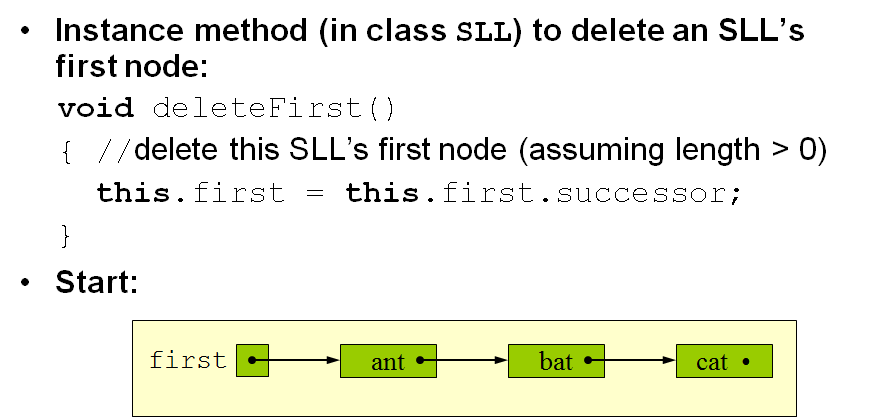 • Instance method (in class SLL) to delete an SLL's
first node:
void deleteFirst()
{ //delete this SLL's first node (assuming length > 0)
this.first = this.first.successor;
}
• Start:
first ant bat cat